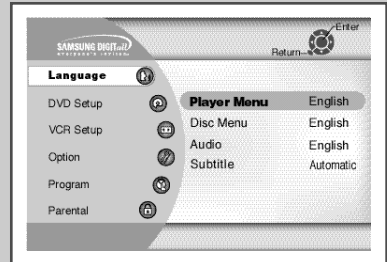 Enter
SAMSUNG DIGITall
Return
Language
DVD Setup
VCR Setup
Option
Program
Parental
Player Menu English
Disc Menu English
Audio English
Subtitle Automatic